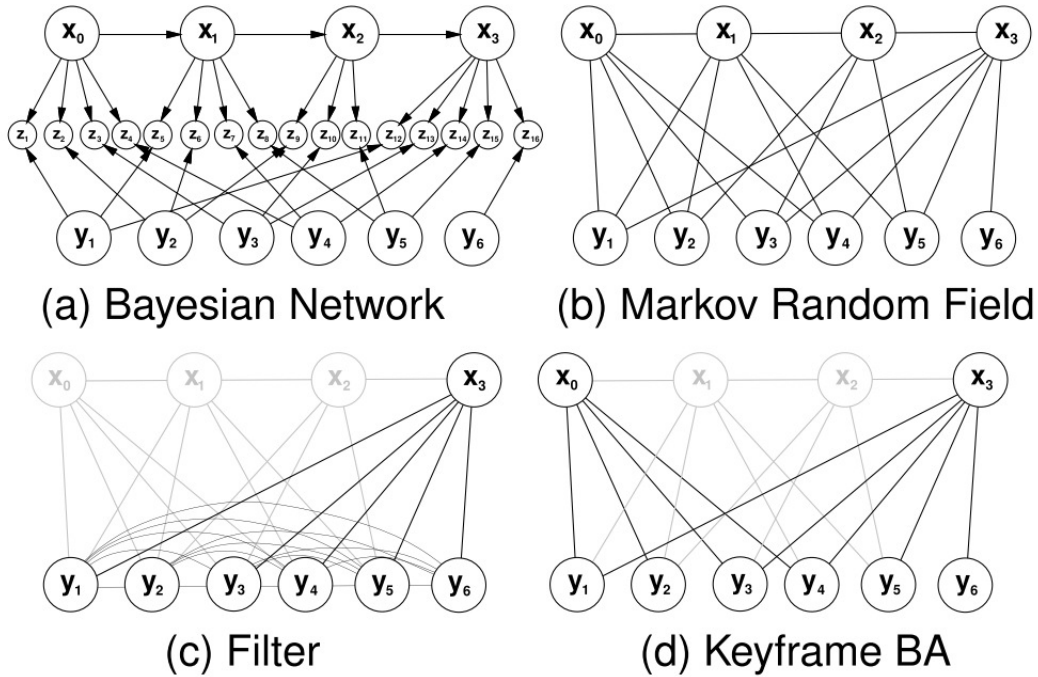 x₀ x₁ x₂ x₃
z₁ z₂ z₃ z₄ z₅ z₆ z₇ z₈ z₉ z₁₀ z₁₁ z₁₂ z₁₃ z₁₄ z₁₅ z₁₆
y₁ y₂ y₃ y₄ y₅ y₆
(a) Bayesian Network
x₀ x₁ x₂ x₃
y₁ y₂ y₃ y₄ y₅ y₆
(b) Markov Random Field
x₀ x₁ x₂ x₃
y₁ y₂ y₃ y₄ y₅ y₆
(c) Filter
x₀ x₁ x₂ x₃
y₁ y₂ y₃ y₄ y₅ y₆
(d) Keyframe BA